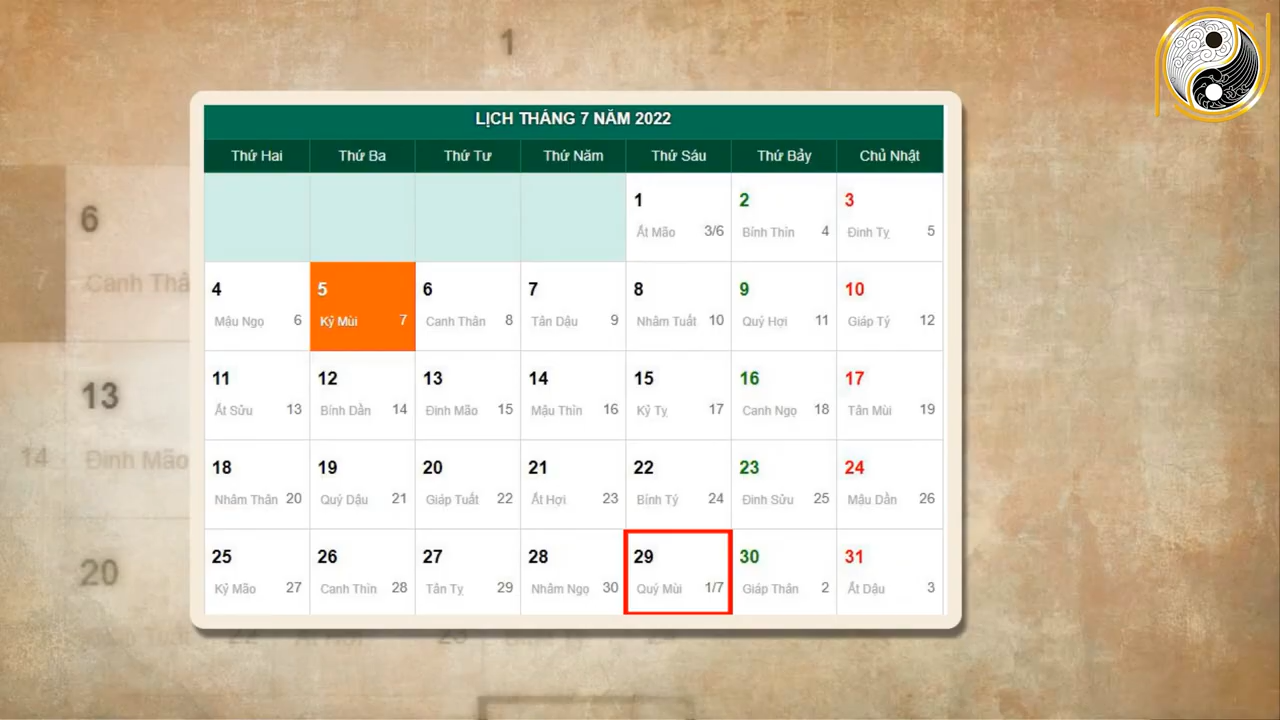 1
LỊCH THÁNG 7 NĂM 2022
Thứ Hai Thứ Ba Thứ Tư Thứ Năm Thứ Sáu Thứ Bảy Chủ Nhật
1 2 3
Ất Mão 3/6 Bính Thìn 4 Đinh Tỵ 5
6
7 Canh Thâ
4 5 6 7 8 9 10
Mậu Ngọ 6 Kỷ Mùi 7 Canh Thân 8 Tân Dậu 9 Nhâm Tuất 10 Quý Hợi 11 Giáp Tý 12
11 12 13 14 15 16 17
13
Ất Sửu 13 Bính Dần 14 Đinh Mão 15 Mậu Thìn 16 Kỷ Tỵ 17 Canh Ngọ 18 Tân Mùi 19
14 Đinh Mão
18 19 20 21 22 23 24
Nhâm Thân 20 Quý Dậu 21 Giáp Tuất 22 Ất Hợi 23 Bính Tý 24 Đinh Sửu 25 Mậu Dần 26
25 26 27 28 29 30 31
20
Kỷ Mão 27 Canh Thìn 28 Tân Tỵ 29 Nhâm Ngọ 30 Quý Mùi 1/7 Giáp Thân 2 Ất Dậu 3